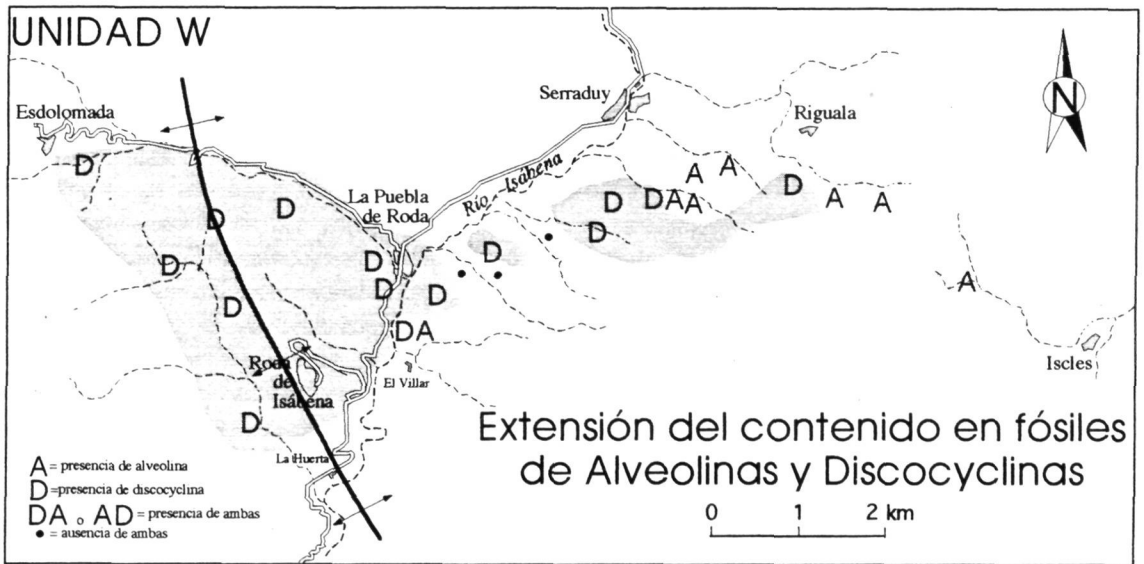 UNIDAD W
Esdolomada
Serraduy
Riguala
N
Río Isábena
La Puebla
de Roda
A
A
D
D
D
D
A
A
D
A
A
D
D
D
D
D
D
D
A
D
D
DA
Roda
de
Isábena
El Villar
Iscles
D
La Huerta
Extensión del contenido en fósiles
de Alveolinas y Discocyclinas
A = presencia de alveolina
D =presencia de discocyclina
DA o AD = presencia de ambas
• = ausencia de ambas
0 1 2 km